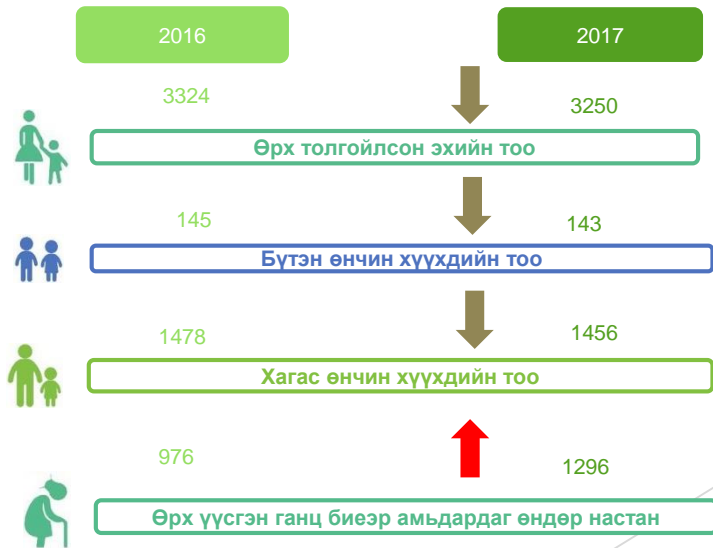 2016 2017
3324 3250
Өрх толгойлсон эхийн тоо
145 143
Бүтэн өнчин хүүхдийн тоо
1478 1456
Хагас өнчин хүүхдийн тоо
976 1296
Өрх үүсгэн ганц биеэр амьдардаг өндөр настан